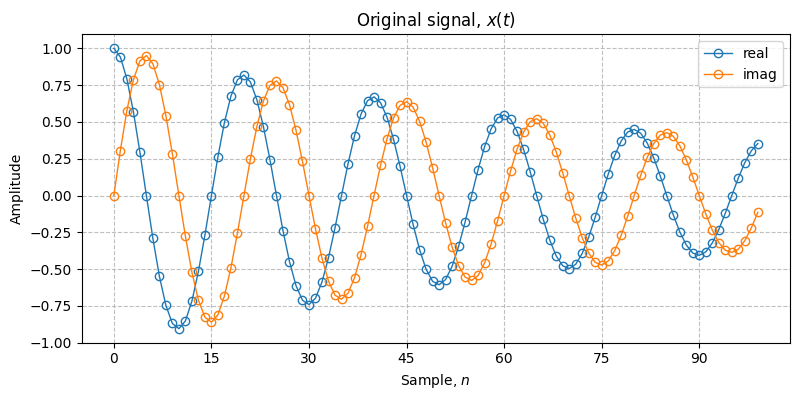 Original signal, x(t)
real
imag
Amplitude
1.00
0.75
0.50
0.25
0.00
−0.25
−0.50
−0.75
−1.00
0 15 30 45 60 75 90
Sample, n